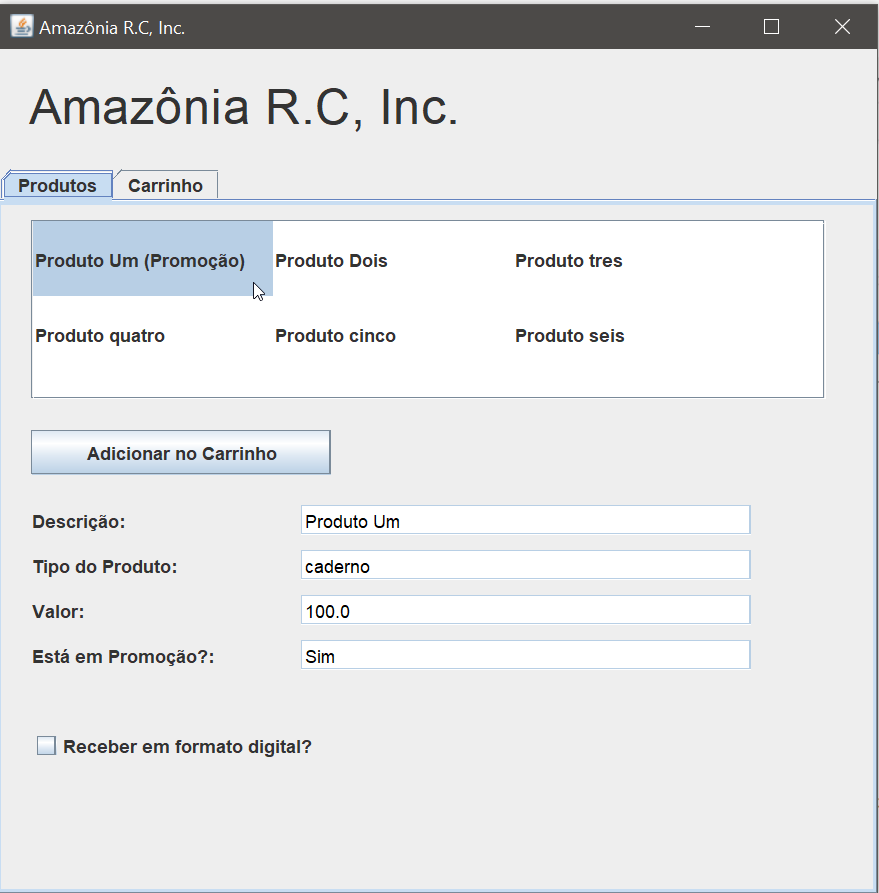 Amazônia R.C, Inc.
Amazônia R.C, Inc.
Produtos Carrinho
Produto Um (Promoção) Produto Dois Produto tres
Produto quatro Produto cinco Produto seis
Adicionar no Carrinho
Descrição: Produto Um
Tipo do Produto: caderno
Valor: 100.0
Está em Promoção?: Sim
Receber em formato digital?